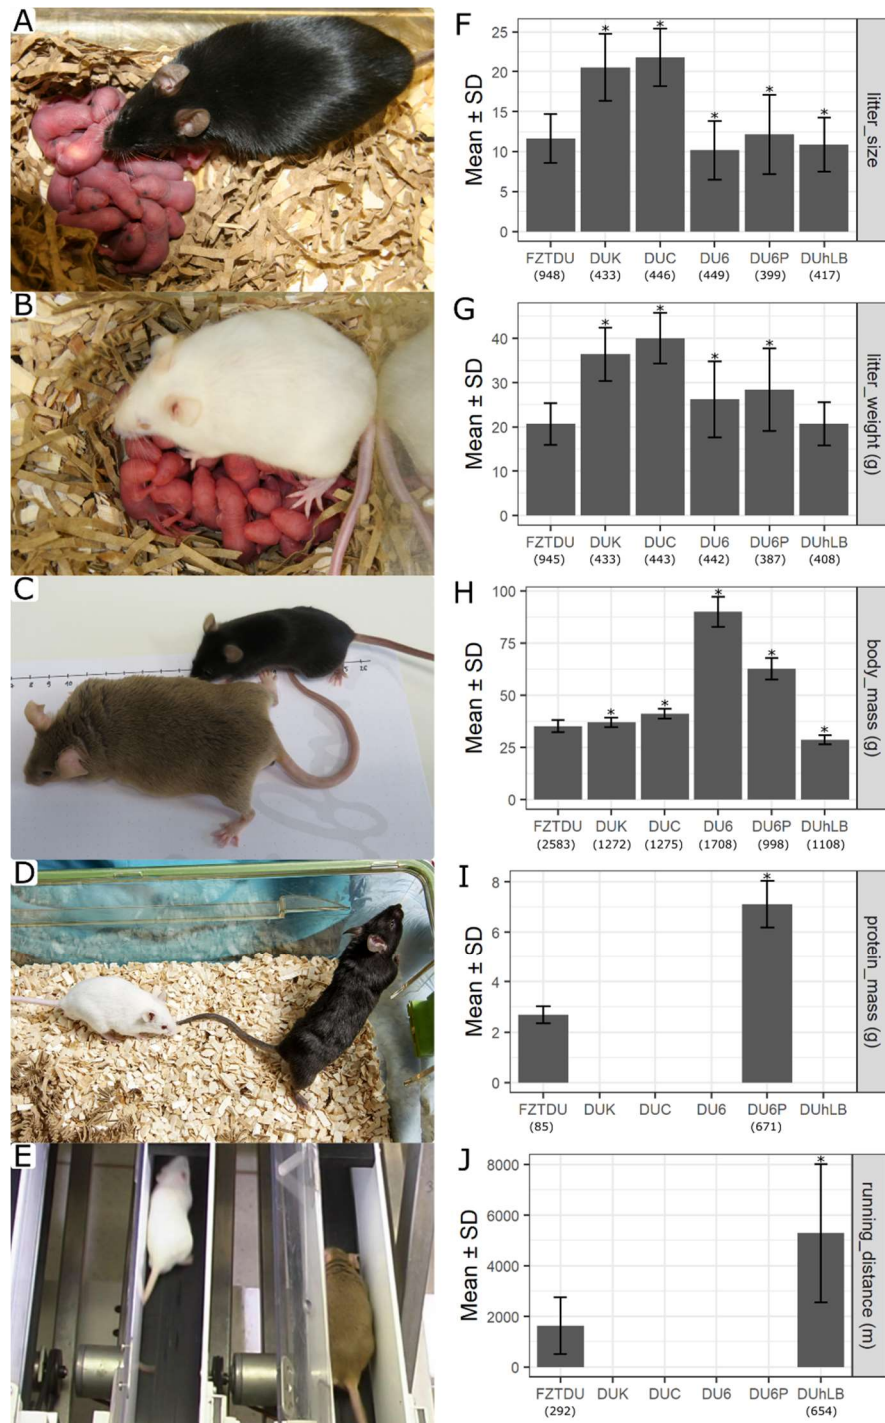 A
B
C
D
E
F
Mean ± SD
25
20
15
10
5
0
* * * * *
FZTDU DUK DUC DU6 DU6P DUhLB
(948) (433) (446) (449) (399) (417)
litter_size
G
Mean ± SD
40
30
20
10
0
* * * *
FZTDU DUK DUC DU6 DU6P DUhLB
(945) (433) (443) (442) (387) (408)
litter_weight (g)
H
Mean ± SD
100
75
50
25
0
* * * * *
FZTDU DUK DUC DU6 DU6P DUhLB
(2583) (1272) (1275) (1708) (998) (1108)
body_mass (g)
I
Mean ± SD
8
6
4
2
0
*
FZTDU DUK DUC DU6 DU6P DUhLB
(85) (671)
protein_mass (g)
J
Mean ± SD
8000
6000
4000
2000
0
*
FZTDU DUK DUC DU6 DU6P DUhLB
(292) (654)
running_distance (m)